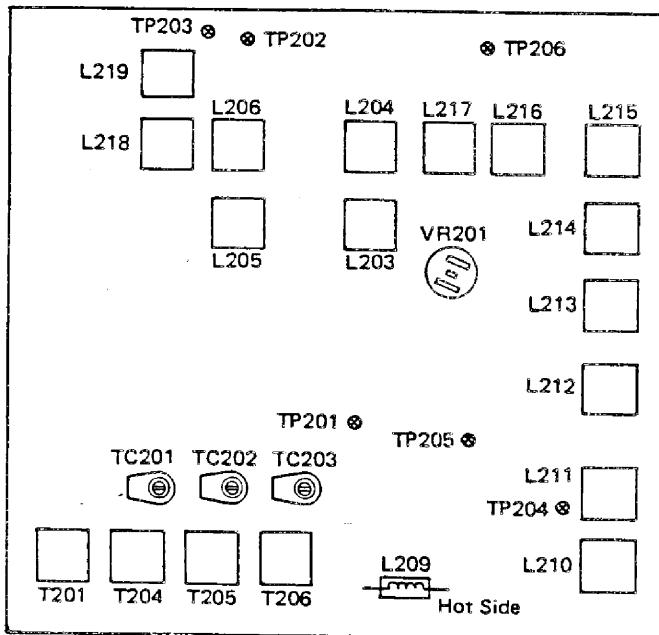 TP203
TP202
TP206
L219
L206
L204
L217
L216
L215
L218
L214
L205
L203
VR201
L213
L212
TP201
TP205
TC201
TC202
TC203
L211
TP204
L209
L210
T201
T204
T205
T206
Hot Side